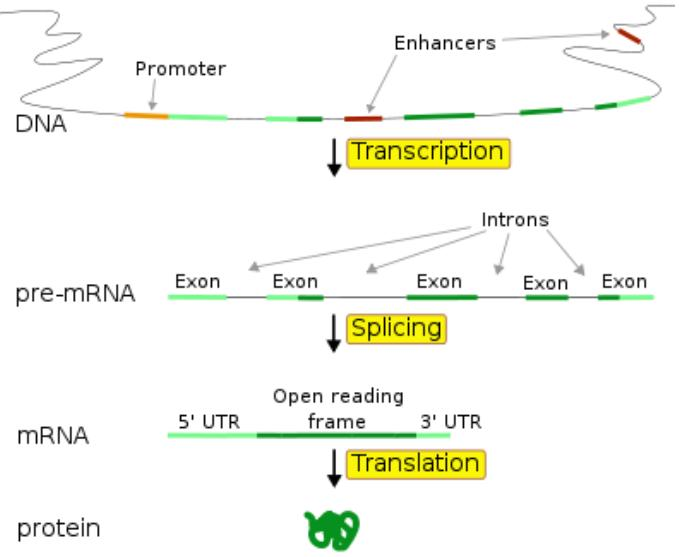 Enhancers
Promoter
DNA
Transcription
Introns
Exon Exon Exon Exon Exon
pre-mRNA
Splicing
Open reading
5' UTR frame 3' UTR
mRNA
Translation
protein